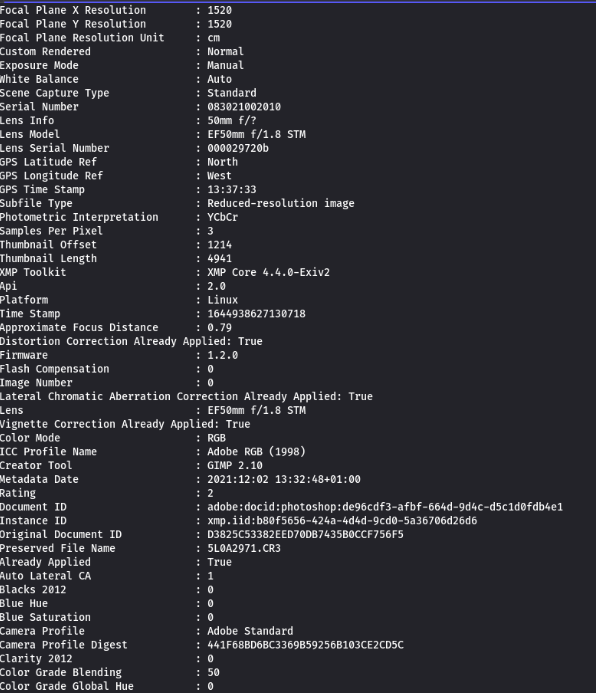 Focal Plane X Resolution : 1520
Focal Plane Y Resolution : 1520
Focal Plane Resolution Unit : cm
Custom Rendered : Normal
Exposure Mode : Manual
White Balance : Auto
Scene Capture Type : Standard
Serial Number : 083021002010
Lens Info : 50mm f/?
Lens Model : EF50mm f/1.8 STM
Lens Serial Number : 000029720b
GPS Latitude Ref : North
GPS Longitude Ref : West
GPS Time Stamp : 13:37:33
Subfile Type : Reduced-resolution image
Photometric Interpretation : YCbCr
Samples Per Pixel : 3
Thumbnail Offset : 1214
Thumbnail Length : 4941
XMP Toolkit : XMP Core 4.4.0-Exiv2
Api : 2.0
Platform : Linux
Time Stamp : 1644938627130718
Approximate Focus Distance : 0.79
Distortion Correction Already Applied: True
Firmware : 1.2.0
Flash Compensation : 0
Image Number : 0
Lateral Chromatic Aberration Correction Already Applied: True
Lens : EF50mm f/1.8 STM
Vignette Correction Already Applied: True
Color Mode : RGB
ICC Profile Name : Adobe RGB (1998)
Creator Tool : GIMP 2.10
Metadata Date : 2021:12:02 13:32:48+01:00
Rating : 2
Document ID : adobe:docid:photoshop:de96cdf3-afbf-664d-9d4c-d5c1d0fdb4e1
Instance ID : xmp.iid:b80f5656-424a-4d4d-9cd0-5a36706d26d6
Original Document ID : D3825C53382EED70DB7435B0CCF756F5
Preserved File Name : 5L0A2971.CR3
Already Applied : True
Auto Lateral CA : 1
Blacks 2012 : 0
Blue Hue : 0
Blue Saturation : 0
Camera Profile : Adobe Standard
Camera Profile Digest : 441F68BD6BC3369B59256B103CE2CD5C
Clarity 2012 : 0
Color Grade Blending : 50
Color Grade Global Hue : 0